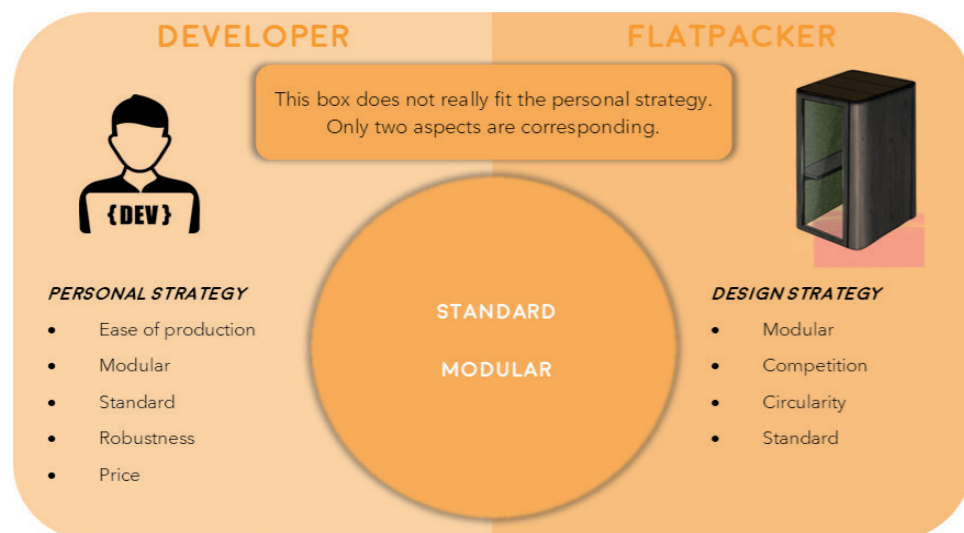 DEVELOPER
FLATPACKER
This box does not really fit the personal strategy.
Only two aspects are corresponding.
{DEV}
PERSONAL STRATEGY
• Ease of production
• Modular
• Standard
• Robustness
• Price
STANDARD
MODULAR
DESIGN STRATEGY
• Modular
• Competition
• Circularity
• Standard